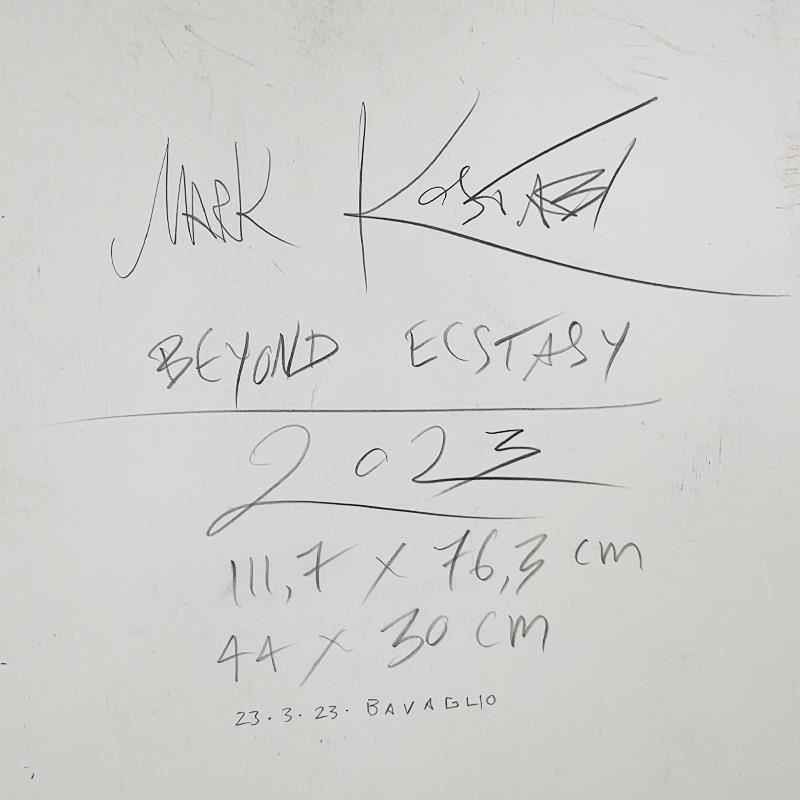 MARK Kostabi
BEYOND ECSTASY
2023
111,7 x 76,3 cm
44 x 30 cm
23.3.23. BAVAGLIO